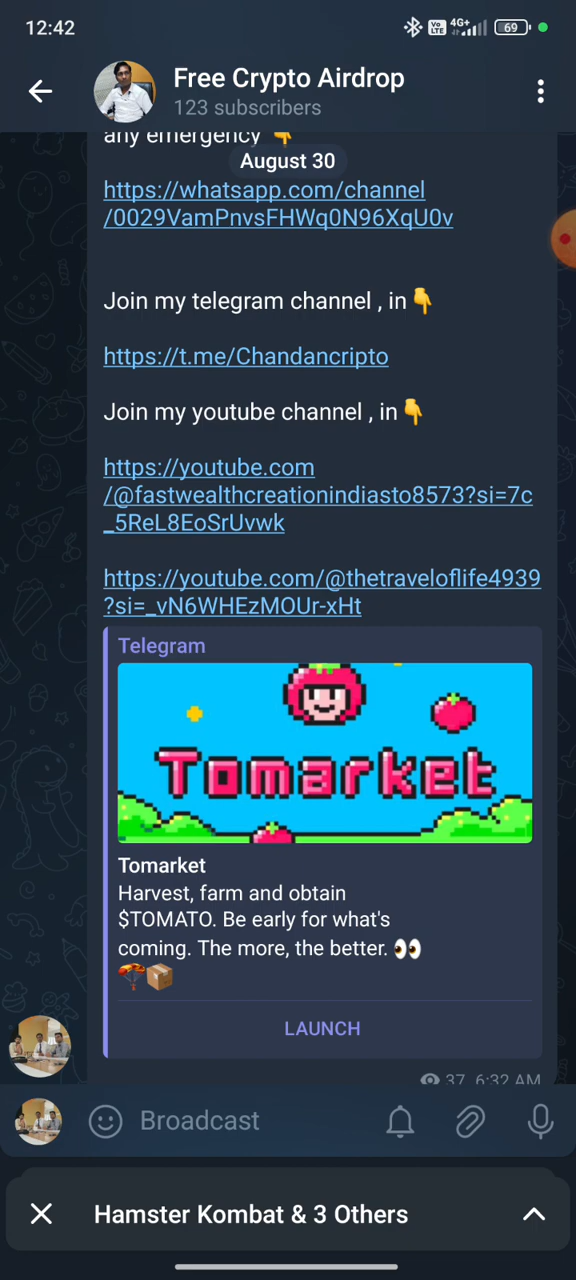 12:42
Vo
LTE
4G+
69
Free Crypto Airdrop
123 subscribers
any emergency 👇
August 30
https://whatsapp.com/channel
/0029VamPnvsFHWq0N96XqU0v
Join my telegram channel , in👇
https://t.me/Chandancripto
Join my youtube channel , in👇
https://youtube.com
/@fastwealthcreationindiasto8573?si=7c
_5ReL8EoSrUvwk
https://youtube.com/@thetraveloflife4939
?si=_vN6WHEzMOUr-xHt
Telegram
Tomarket
Tomarket
Harvest, farm and obtain
$TOMATO. Be early for what's
coming. The more, the better. 👀
🪂📦
LAUNCH
37 6:32 AM
Broadcast
Hamster Kombat & 3 Others